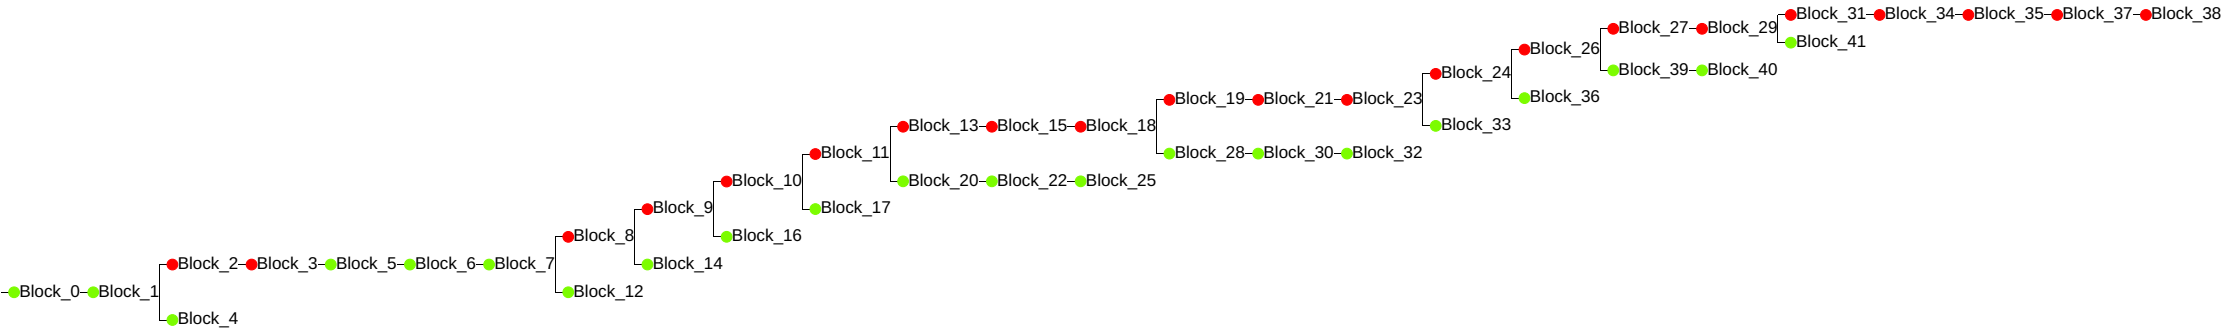 Block_31 Block_34 Block_35 Block_37 Block_38
Block_27 Block_29
Block_41
Block_26
Block_39 Block_40
Block_24
Block_36
Block_19 Block_21 Block_23
Block_33
Block_13 Block_15 Block_18
Block_28 Block_30 Block_32
Block_11
Block_20 Block_22 Block_25
Block_10
Block_17
Block_9
Block_16
Block_8
Block_14
Block_2 Block_3 Block_5 Block_6 Block_7
Block_12
Block_0 Block_1
Block_4